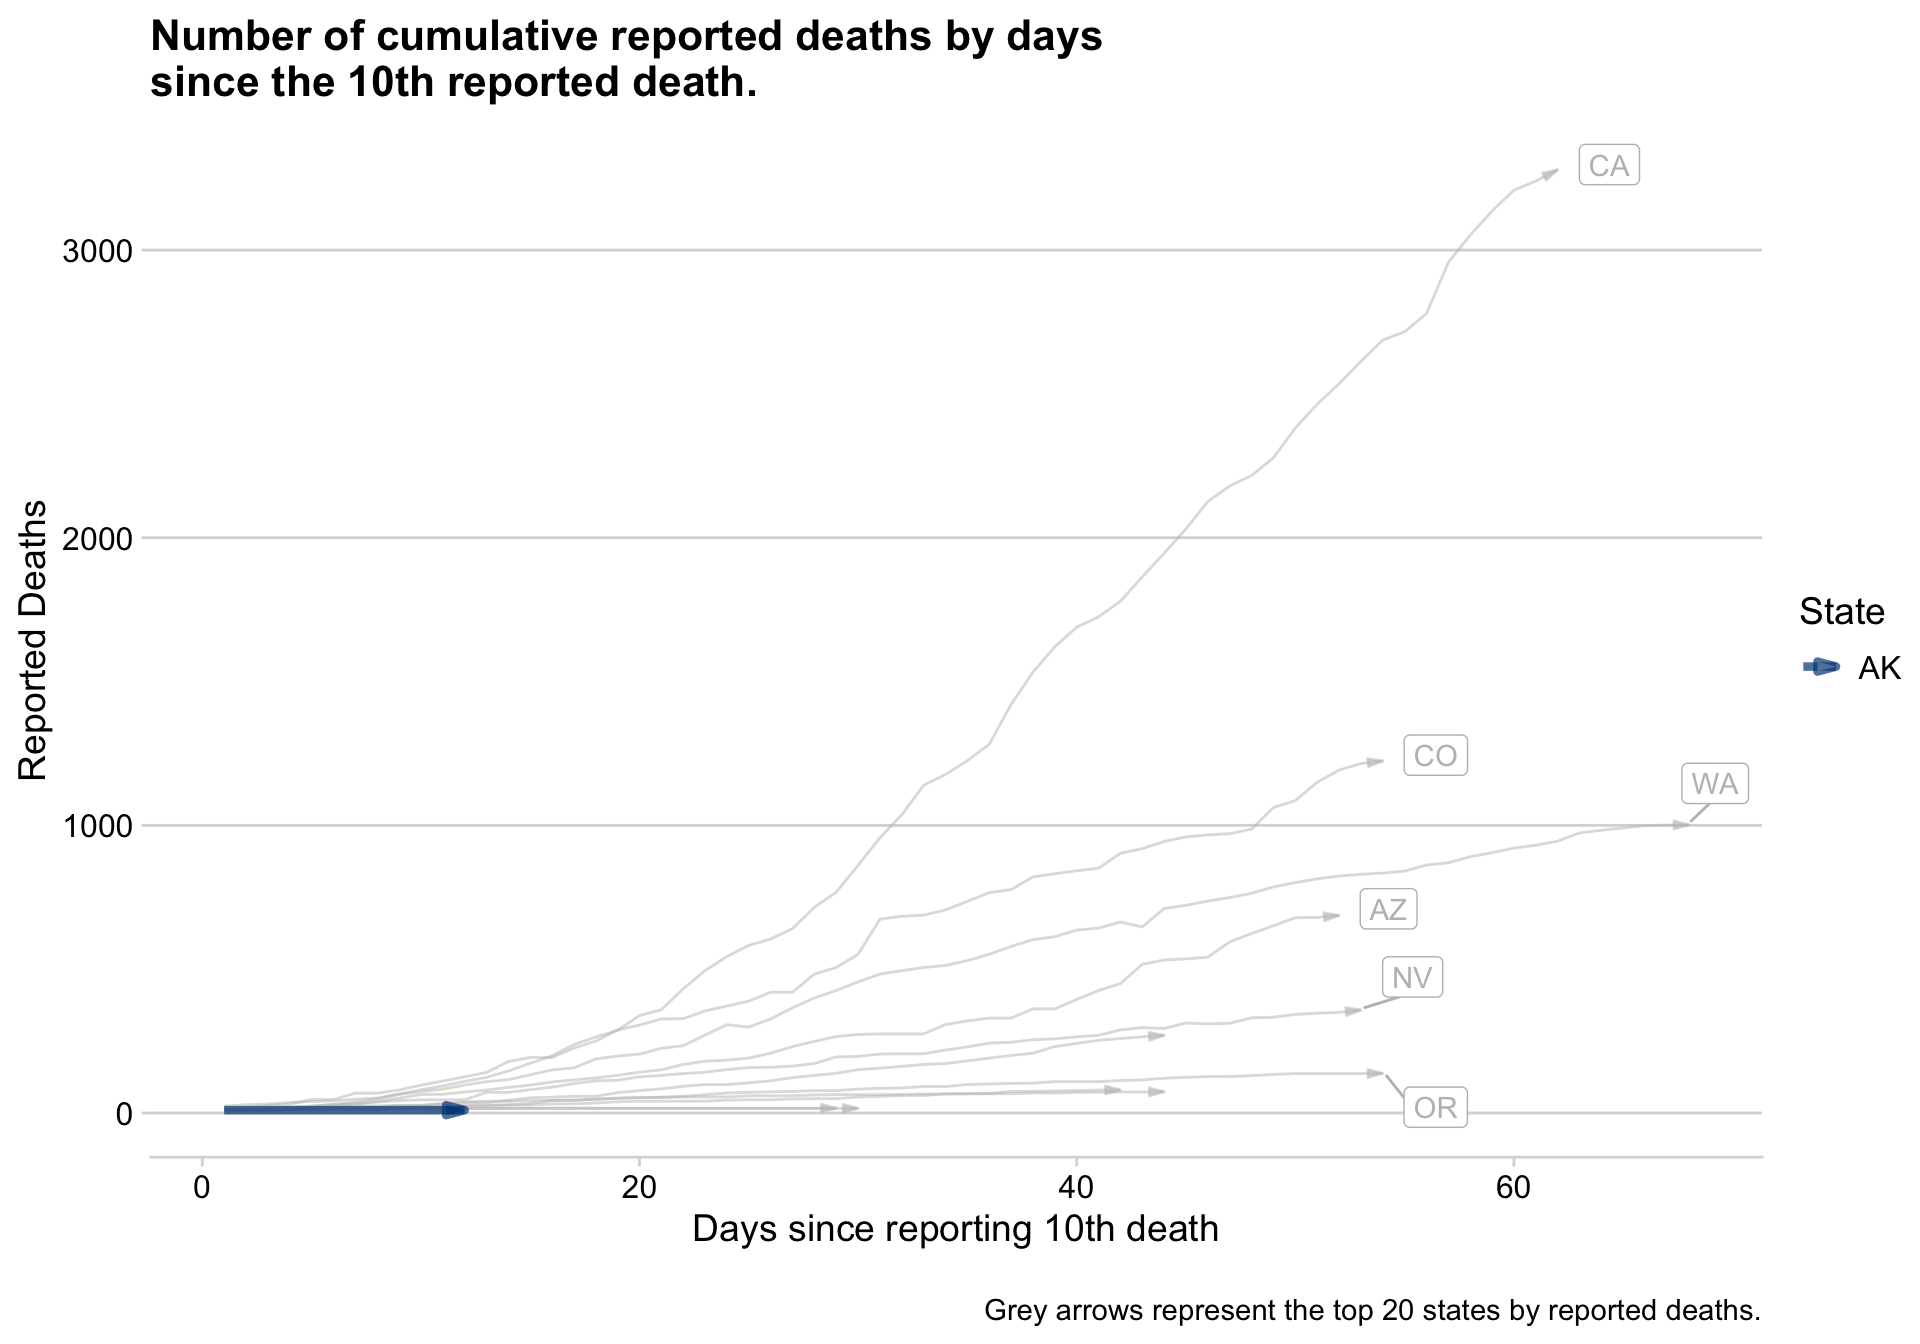 Number of cumulative reported deaths by days
since the 10th reported death.
CA
3000
2000
Reported Deaths
State
AK
CO
WA
1000
AZ
NV
OR
0
0 20 40 60
Days since reporting 10th death
Grey arrows represent the top 20 states by reported deaths.